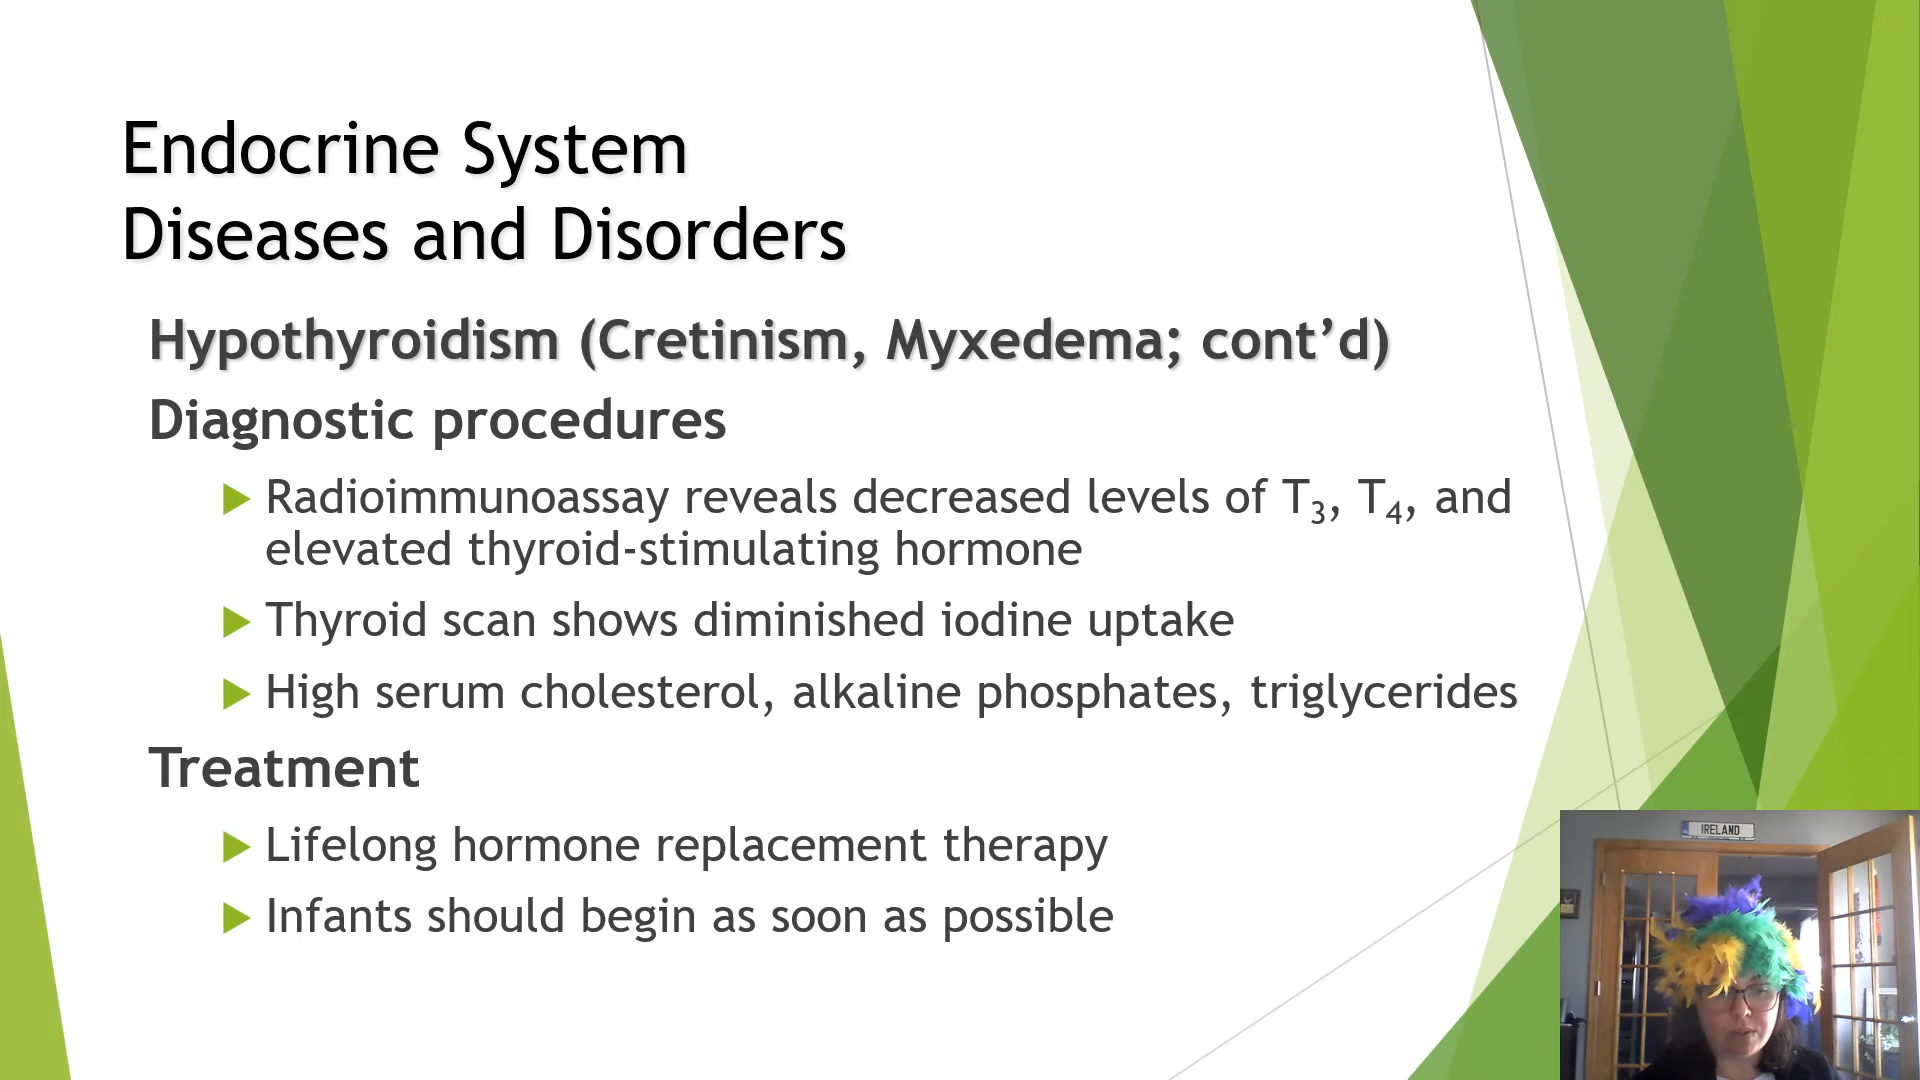 Endocrine System
Diseases and Disorders
Hypothyroidism (Cretinism, Myxedema; cont’d)
Diagnostic procedures
Radioimmunoassay reveals decreased levels of T₃, T₄, and
elevated thyroid-stimulating hormone
Thyroid scan shows diminished iodine uptake
High serum cholesterol, alkaline phosphates, triglycerides
Treatment
Lifelong hormone replacement therapy
Infants should begin as soon as possible
IRELAND